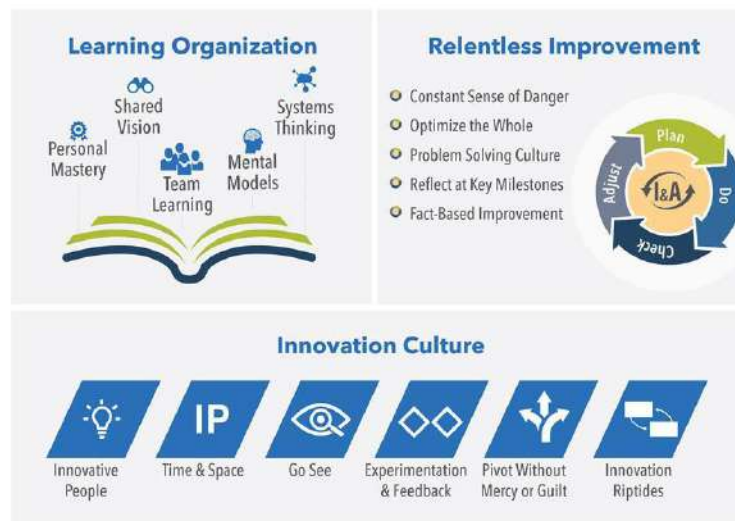 Learning Organization
Shared
Vision
Systems
Thinking
Personal
Mastery
Team
Learning
Mental
Models
Relentless Improvement
Constant Sense of Danger
Optimize the Whole
Problem Solving Culture
Reflect at Key Milestones
Fact-Based Improvement
Plan
Do
Check
Adjust
I&A
Innovation Culture
IP
Innovative
People
Time & Space
Go See
Experimentation
& Feedback
Pivot Without
Mercy or Guilt
Innovation
Riptides